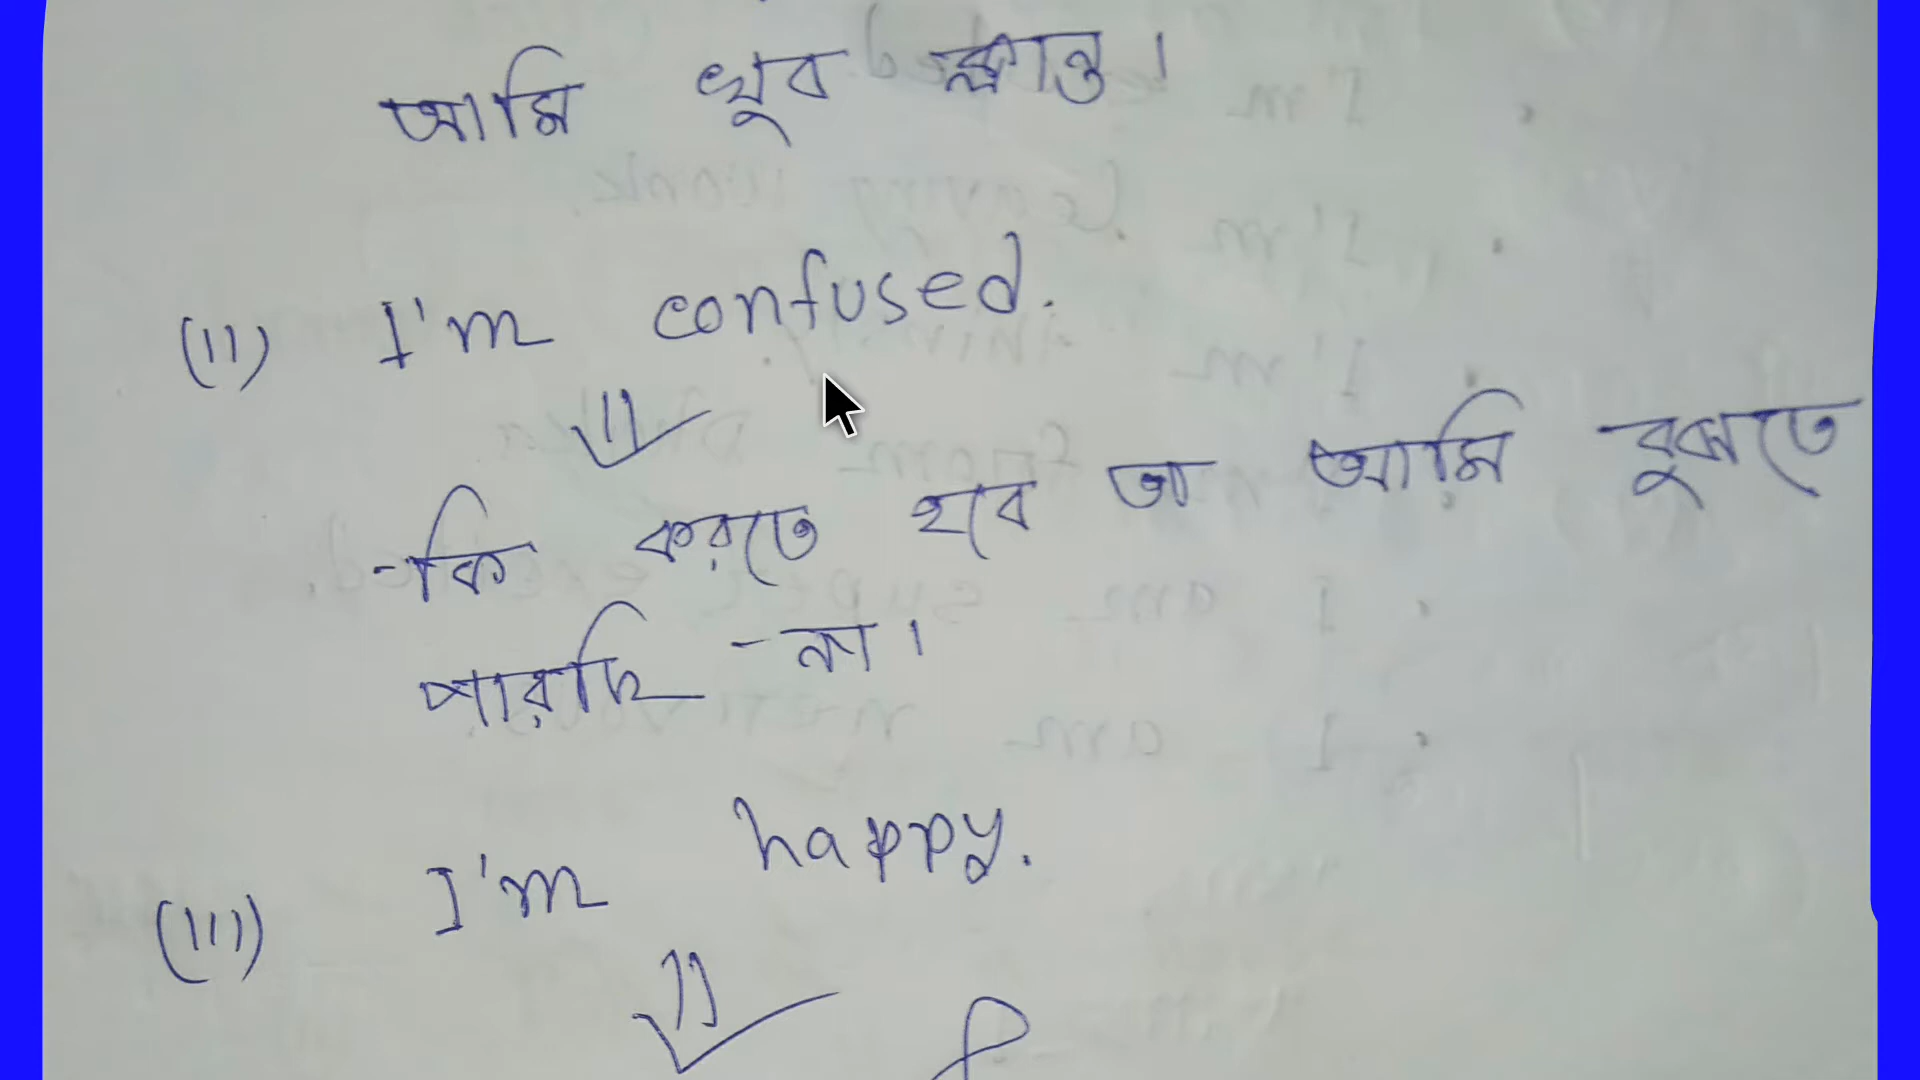 আমি খুব ক্লান্ত।
(II) I'm confused.
কি করতে হবে তা আমি বুঝতে
পারছি না।
(III) I'm happy.